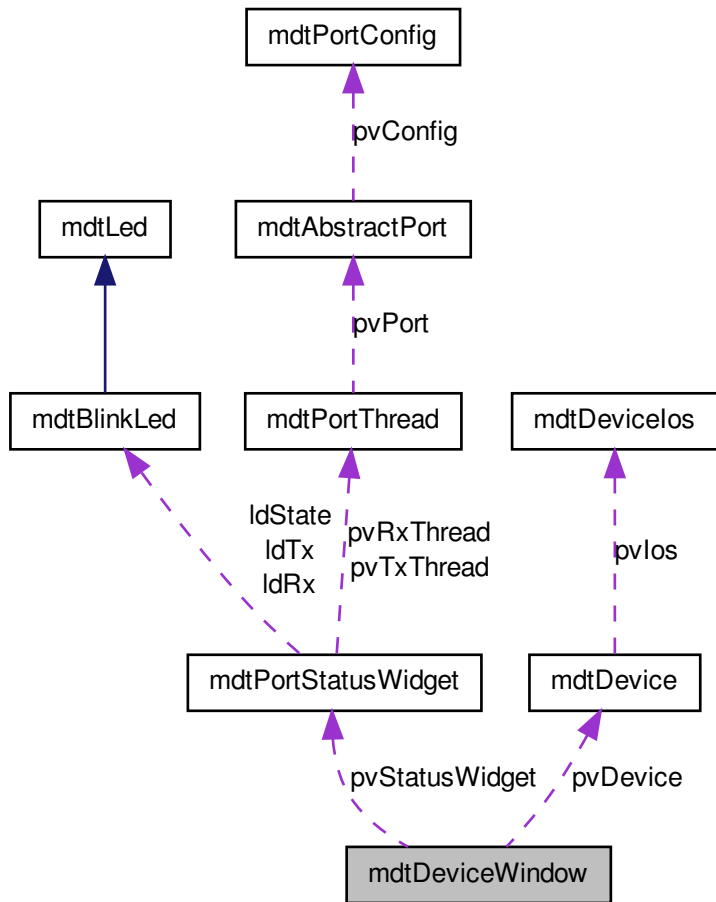 mdtPortConfig
pvConfig
mdtLed
mdtAbstractPort
pvPort
mdtBlinkLed
mdtPortThread
mdtDeviceIos
ldState
ldTx
ldRx
pvRxThread
pvTxThread
pvIos
mdtPortStatusWidget
mdtDevice
pvStatusWidget
pvDevice
mdtDeviceWindow